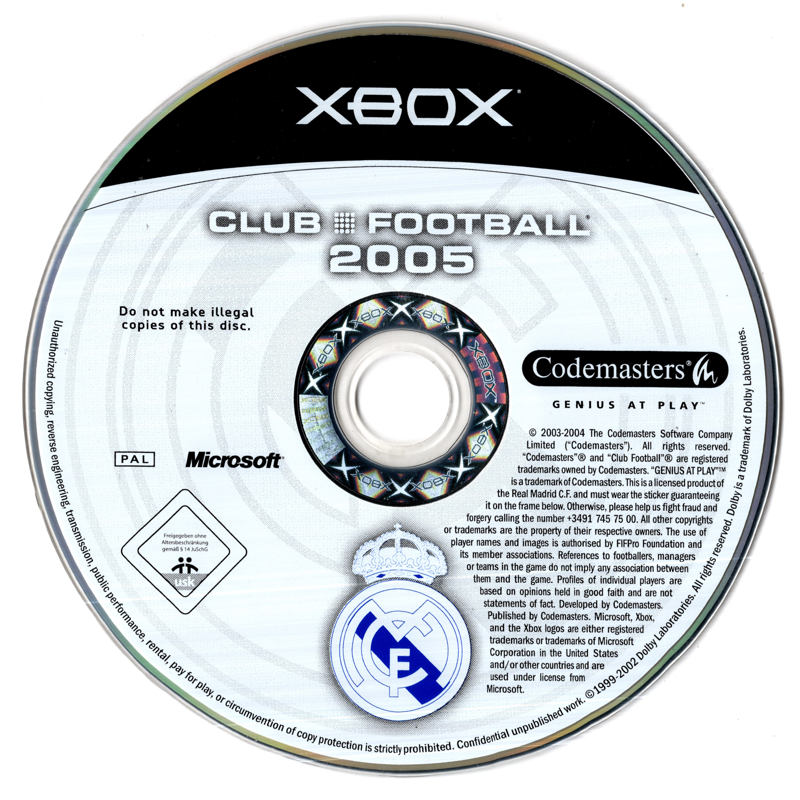 XBOX
CLUB FOOTBALL®
2005
Do not make illegal
copies of this disc.
Codemasters®
GENIUS AT PLAY™
PAL
Microsoft®
Freigegeben ohne
Altersbeschränkung
gemäß § 14 JuSchG
usk
© 2003-2004 The Codemasters Software Company
Limited ("Codemasters"). All rights reserved.
"Codemasters"® and "Club Football"® are registered
trademarks owned by Codemasters. "GENIUS AT PLAY"™
is a trademark of Codemasters. This is a licensed product of
the Real Madrid C.F. and must wear the sticker guaranteeing
it on the frame below. Otherwise, please help us fight fraud and
forgery calling the number +3491 745 75 00. All other copyrights
or trademarks are the property of their respective owners. The use of
player names and images is authorised by FIFPro Foundation and
its member associations. References to footballers, managers
or teams in the game do not imply any association between
them and the game. Profiles of individual players are
based on opinions held in good faith and are not
statements of fact. Developed by Codemasters.
Published by Codemasters. Microsoft, Xbox,
and the Xbox logos are either registered
trademarks or trademarks of Microsoft
Corporation in the United States
and/or other countries and are
used under license from
Microsoft.
Unauthorized copying, reverse engineering, transmission, public performance, rental, pay for play, or circumvention of copy protection is strictly prohibited. Confidential unpublished work. ©1999-2002 Dolby Laboratories. All rights reserved. Dolby is a trademark of Dolby Laboratories.